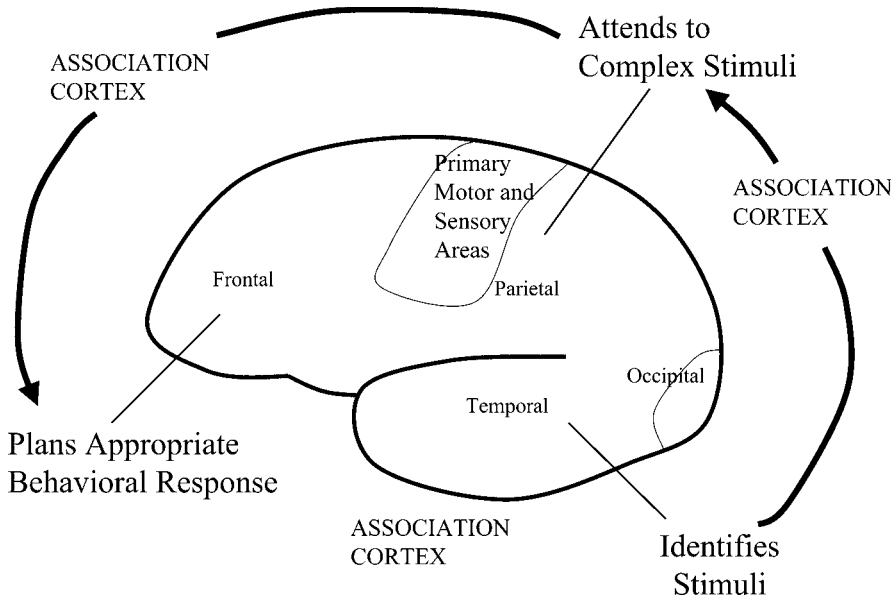 Attends to
Complex Stimuli
ASSOCIATION
CORTEX
Primary
Motor and
Sensory
Areas
ASSOCIATION
CORTEX
Frontal
Parietal
Occipital
Temporal
Plans Appropriate
Behavioral Response
ASSOCIATION
CORTEX
Identifies
Stimuli